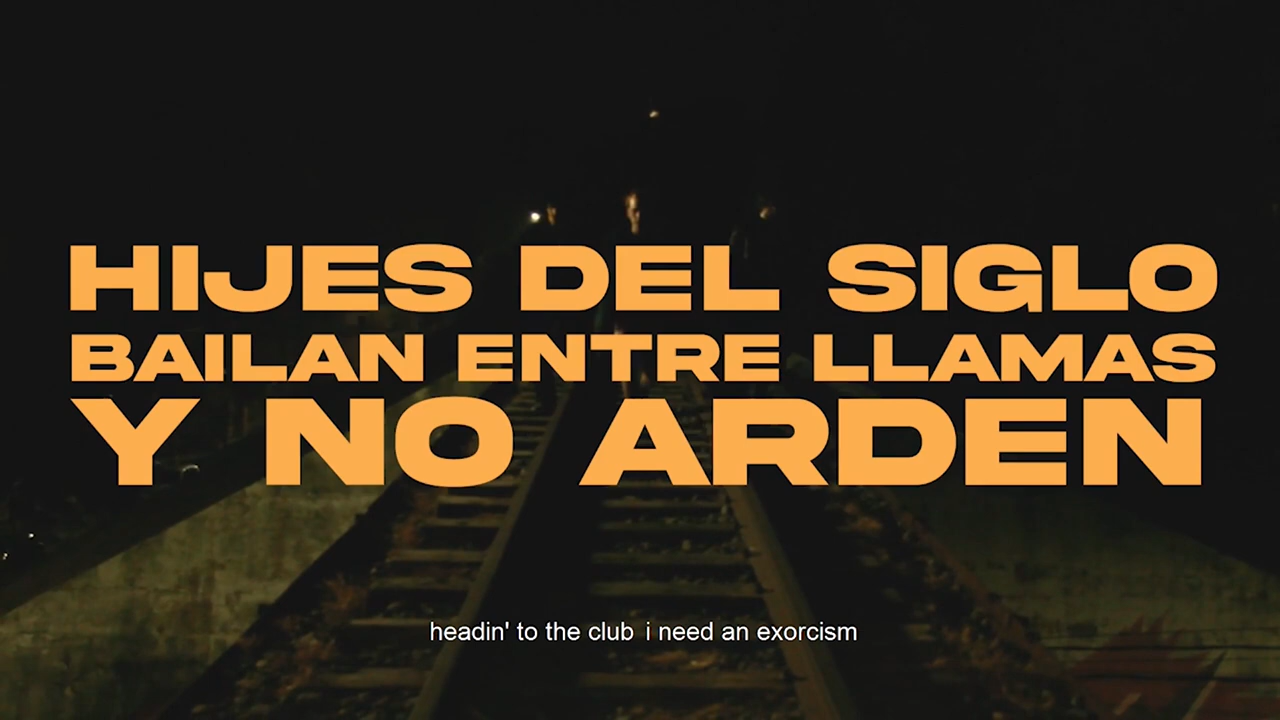 HIJES DEL SIGLO
BAILAN ENTRE LLAMAS
Y NO ARDEN
headin' to the club i need an exorcism